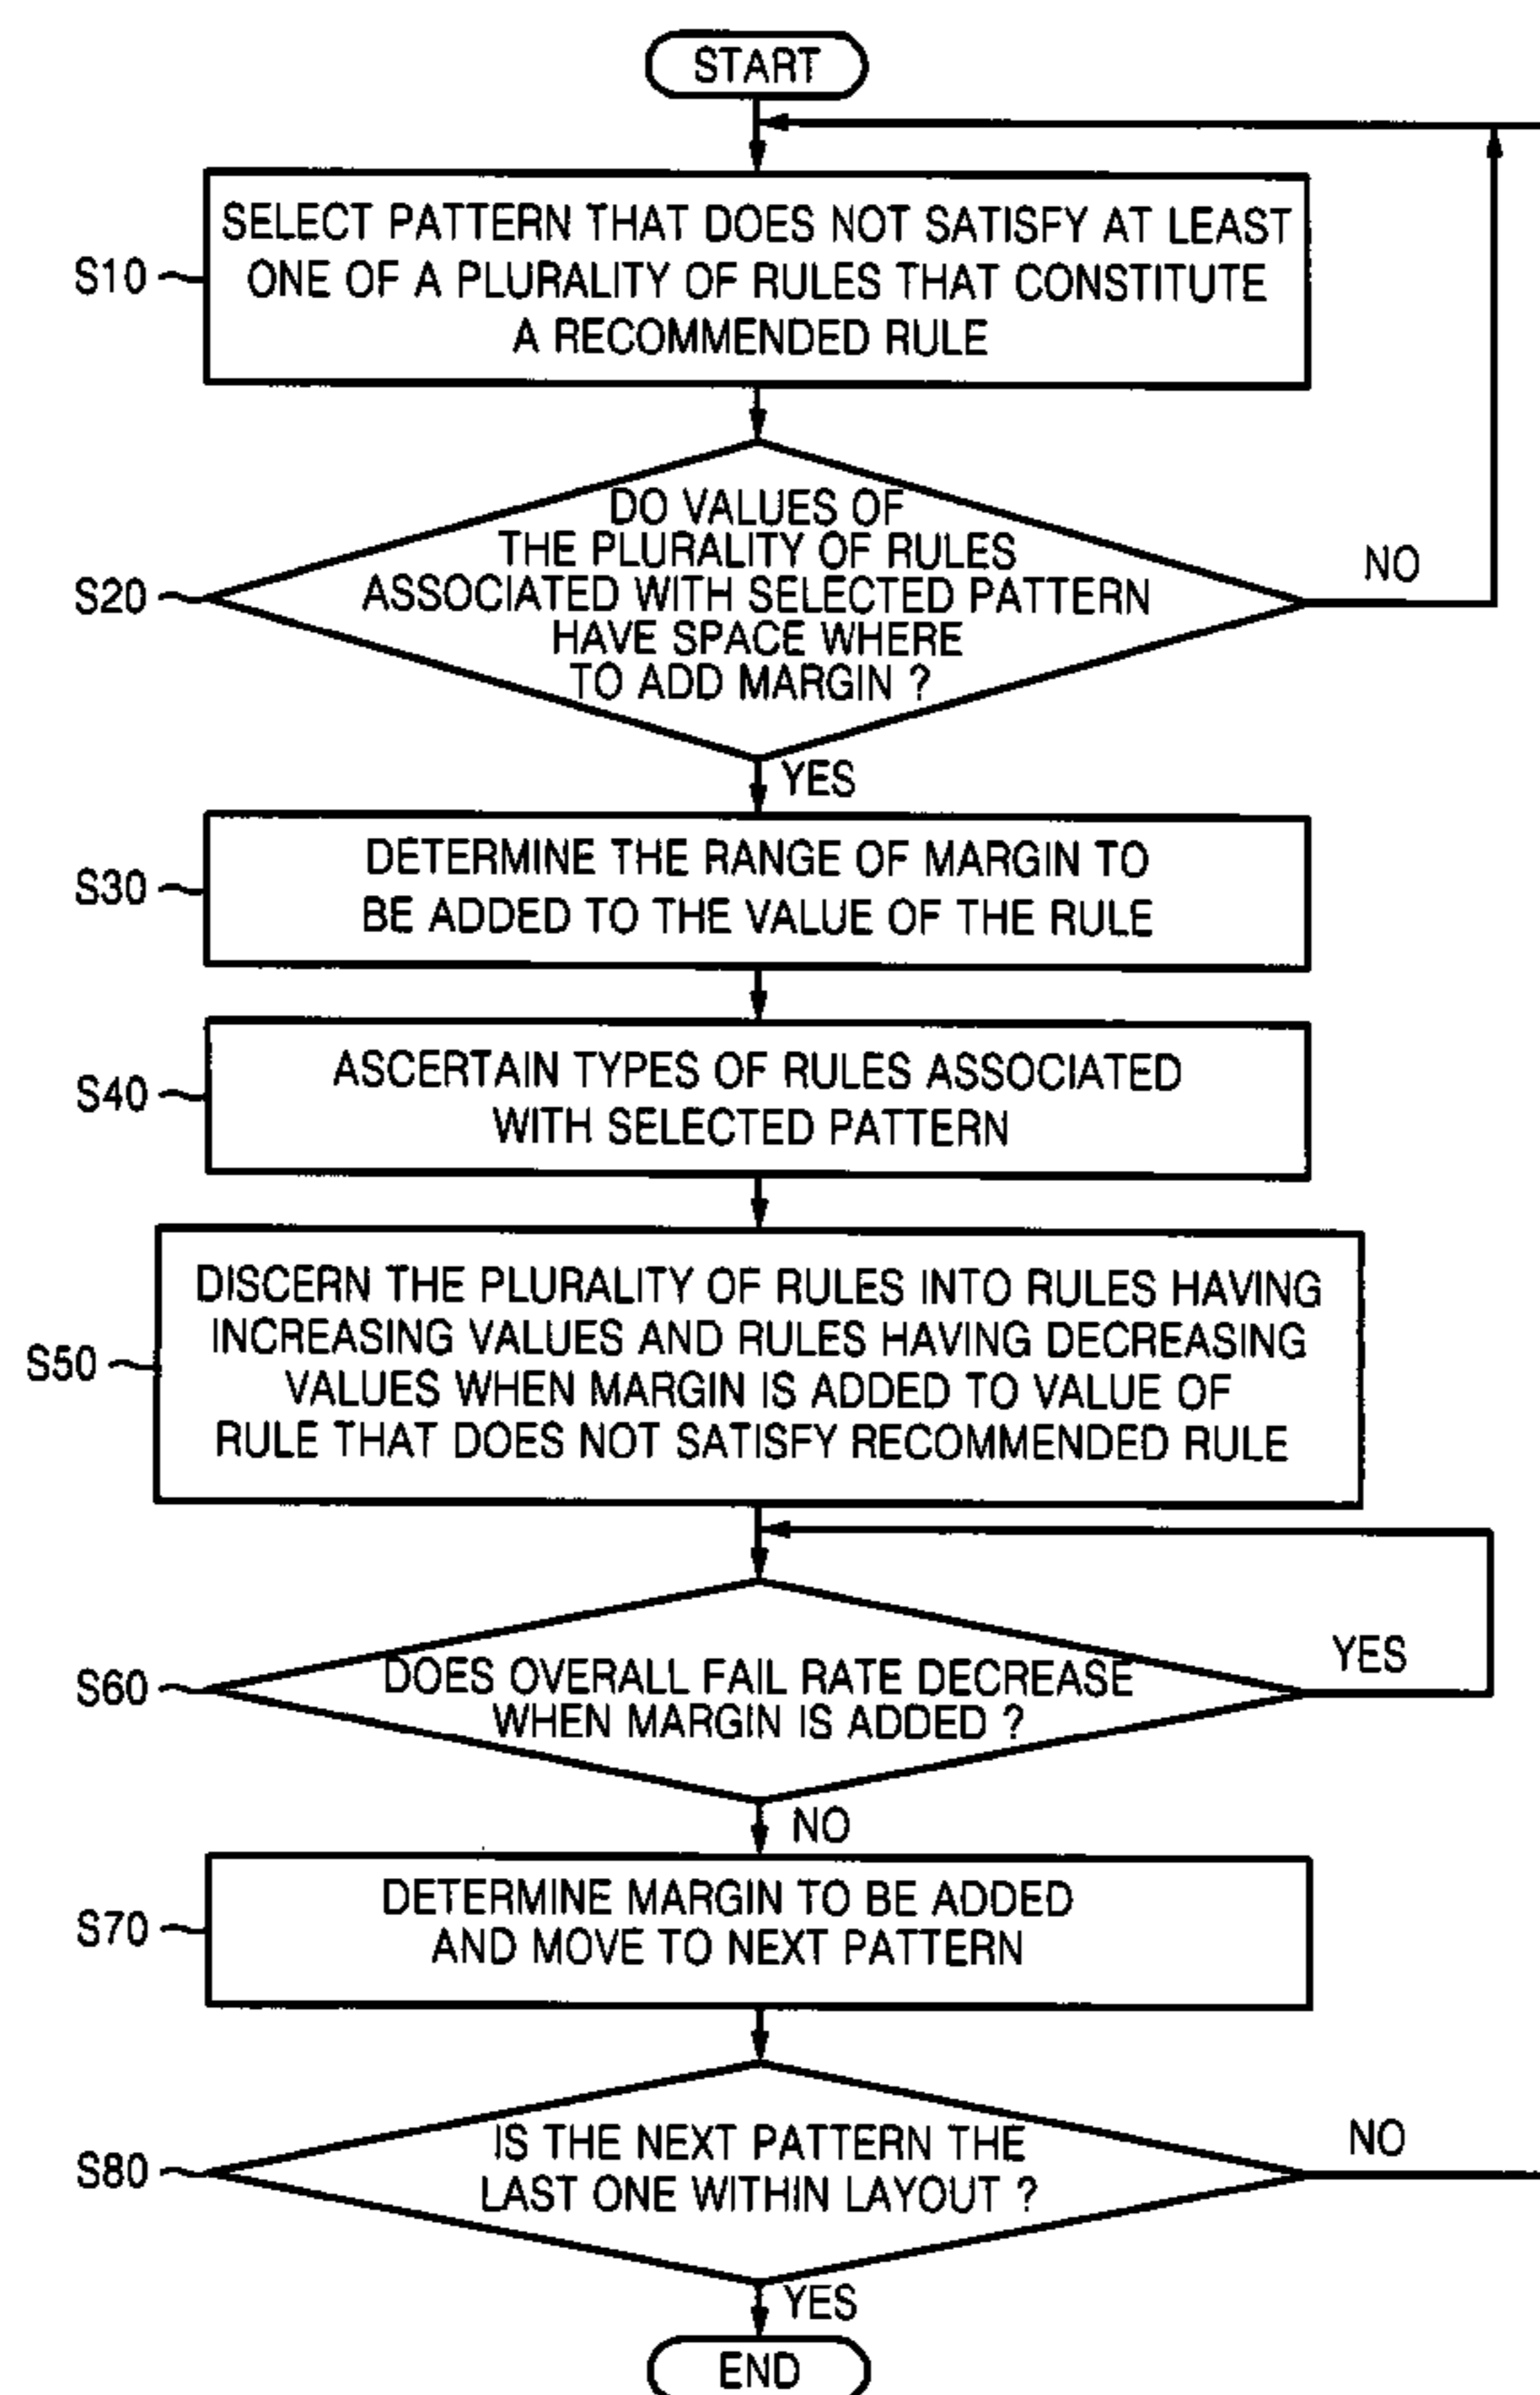 START
S10
SELECT PATTERN THAT DOES NOT SATISFY AT LEAST
ONE OF A PLURALITY OF RULES THAT CONSTITUTE
A RECOMMENDED RULE
S20
DO VALUES OF
THE PLURALITY OF RULES
ASSOCIATED WITH SELECTED PATTERN
HAVE SPACE WHERE
TO ADD MARGIN ?
NO
YES
S30
DETERMINE THE RANGE OF MARGIN TO
BE ADDED TO THE VALUE OF THE RULE
S40
ASCERTAIN TYPES OF RULES ASSOCIATED
WITH SELECTED PATTERN
S50
DISCERN THE PLURALITY OF RULES INTO RULES HAVING
INCREASING VALUES AND RULES HAVING DECREASING
VALUES WHEN MARGIN IS ADDED TO VALUE OF
RULE THAT DOES NOT SATISFY RECOMMENDED RULE
S60
DOES OVERALL FAIL RATE DECREASE
WHEN MARGIN IS ADDED ?
YES
NO
S70
DETERMINE MARGIN TO BE ADDED
AND MOVE TO NEXT PATTERN
S80
IS THE NEXT PATTERN THE
LAST ONE WITHIN LAYOUT ?
NO
YES
END